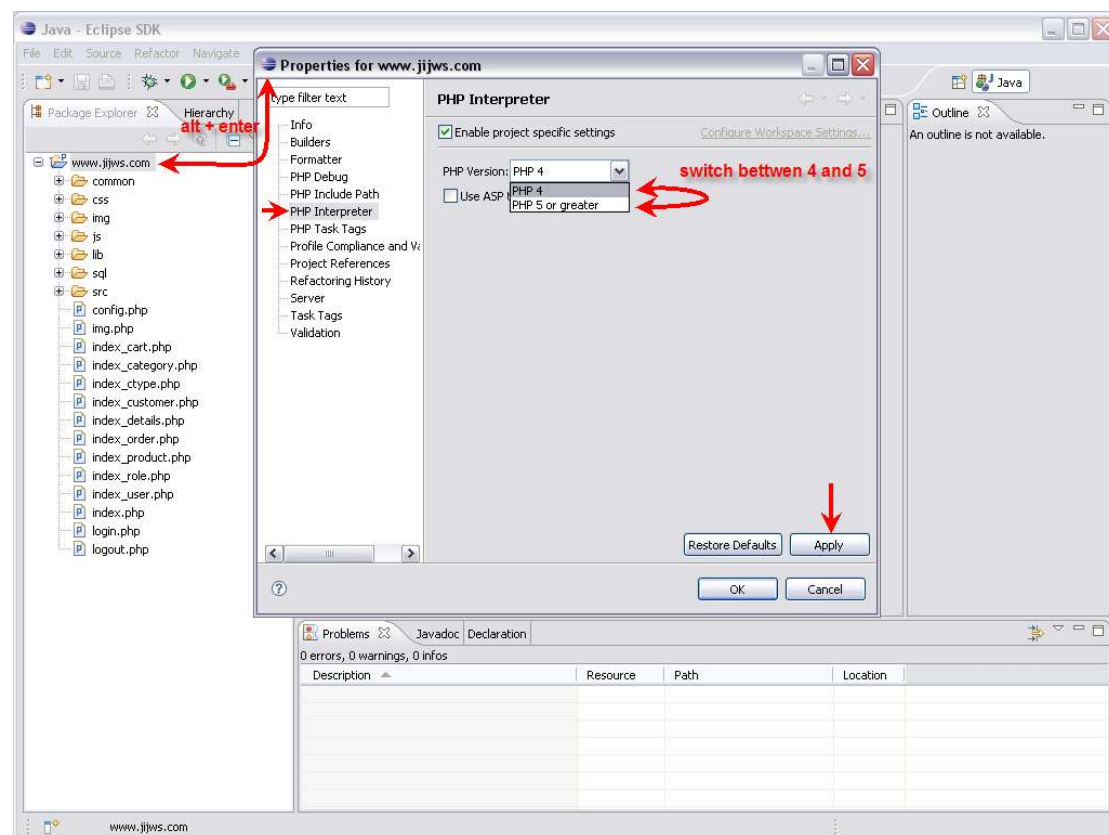 Java - Eclipse SDK
File Edit Source Refactor Navigate
Java
Package Explorer Hierarchy
alt + enter
www.jijws.com
common
css
img
js
lib
sql
src
config.php
img.php
index_cart.php
index_category.php
index_ctype.php
index_customer.php
index_details.php
index_order.php
index_product.php
index_role.php
index_user.php
index.php
login.php
logout.php
Properties for www.jijws.com
type filter text
Info
Builders
Formatter
PHP Debug
PHP Include Path
PHP Interpreter
PHP Task Tags
Profile Compliance and Va
Project References
Refactoring History
Server
Task Tags
Validation
PHP Interpreter
Enable project specific settings
Configure Workspace Settings...
PHP Version: PHP 4
switch bettwen 4 and 5
Use ASP
PHP 4
PHP 5 or greater
Restore Defaults Apply
OK Cancel
Outline
An outline is not available.
Problems Javadoc Declaration
0 errors, 0 warnings, 0 infos
Description Resource Path Location
www.jijws.com